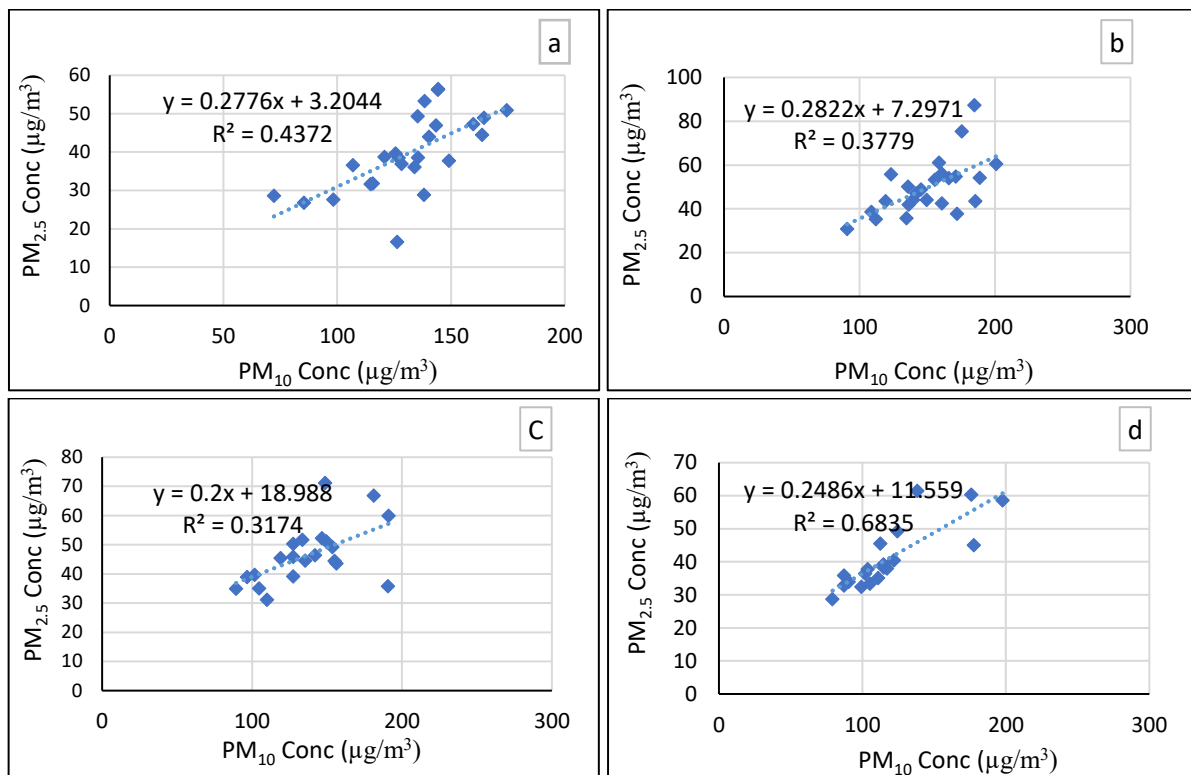 a
y = 0.2776x + 3.2044
R² = 0.4372
PM₂.₅ Conc (µg/m³)
60
50
40
30
20
10
0
0 50 100 150 200
PM₁₀ Conc (µg/m³)
b
y = 0.2822x + 7.2971
R² = 0.3779
PM₂.₅ Conc (µg/m³)
100
80
60
40
20
0
0 100 200 300
PM₁₀ Conc (µg/m³)
C
y = 0.2x + 18.988
R² = 0.3174
PM₂.₅ Conc (µg/m³)
80
70
60
50
40
30
20
10
0
0 100 200 300
PM₁₀ Conc (µg/m³)
d
y = 0.2486x + 11.559
R² = 0.6835
PM₂.₅ Conc (µg/m³)
70
60
50
40
30
20
10
0
0 100 200 300
PM₁₀ Conc (µg/m³)